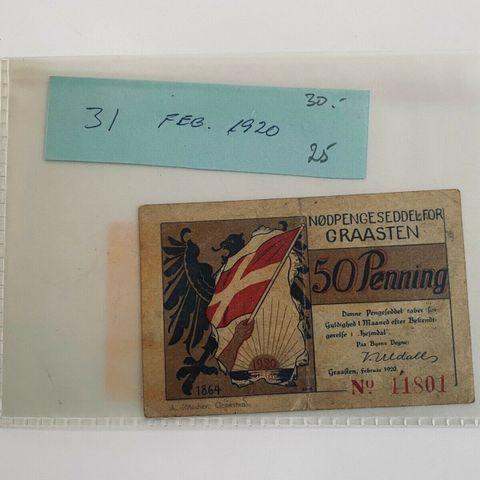 30.-
31 FEB. 1920
25
NØDPENGESEDDEL FOR
GRAASTEN
50 Penning
Denne Pengeseddel taber sin
Gyldighed 1 Maaned efter Bekendt-
gørelse i „Hejmdal".
Paa Byens Vegne:
Graasten, Februar 1920.
No 11801
1920
1864